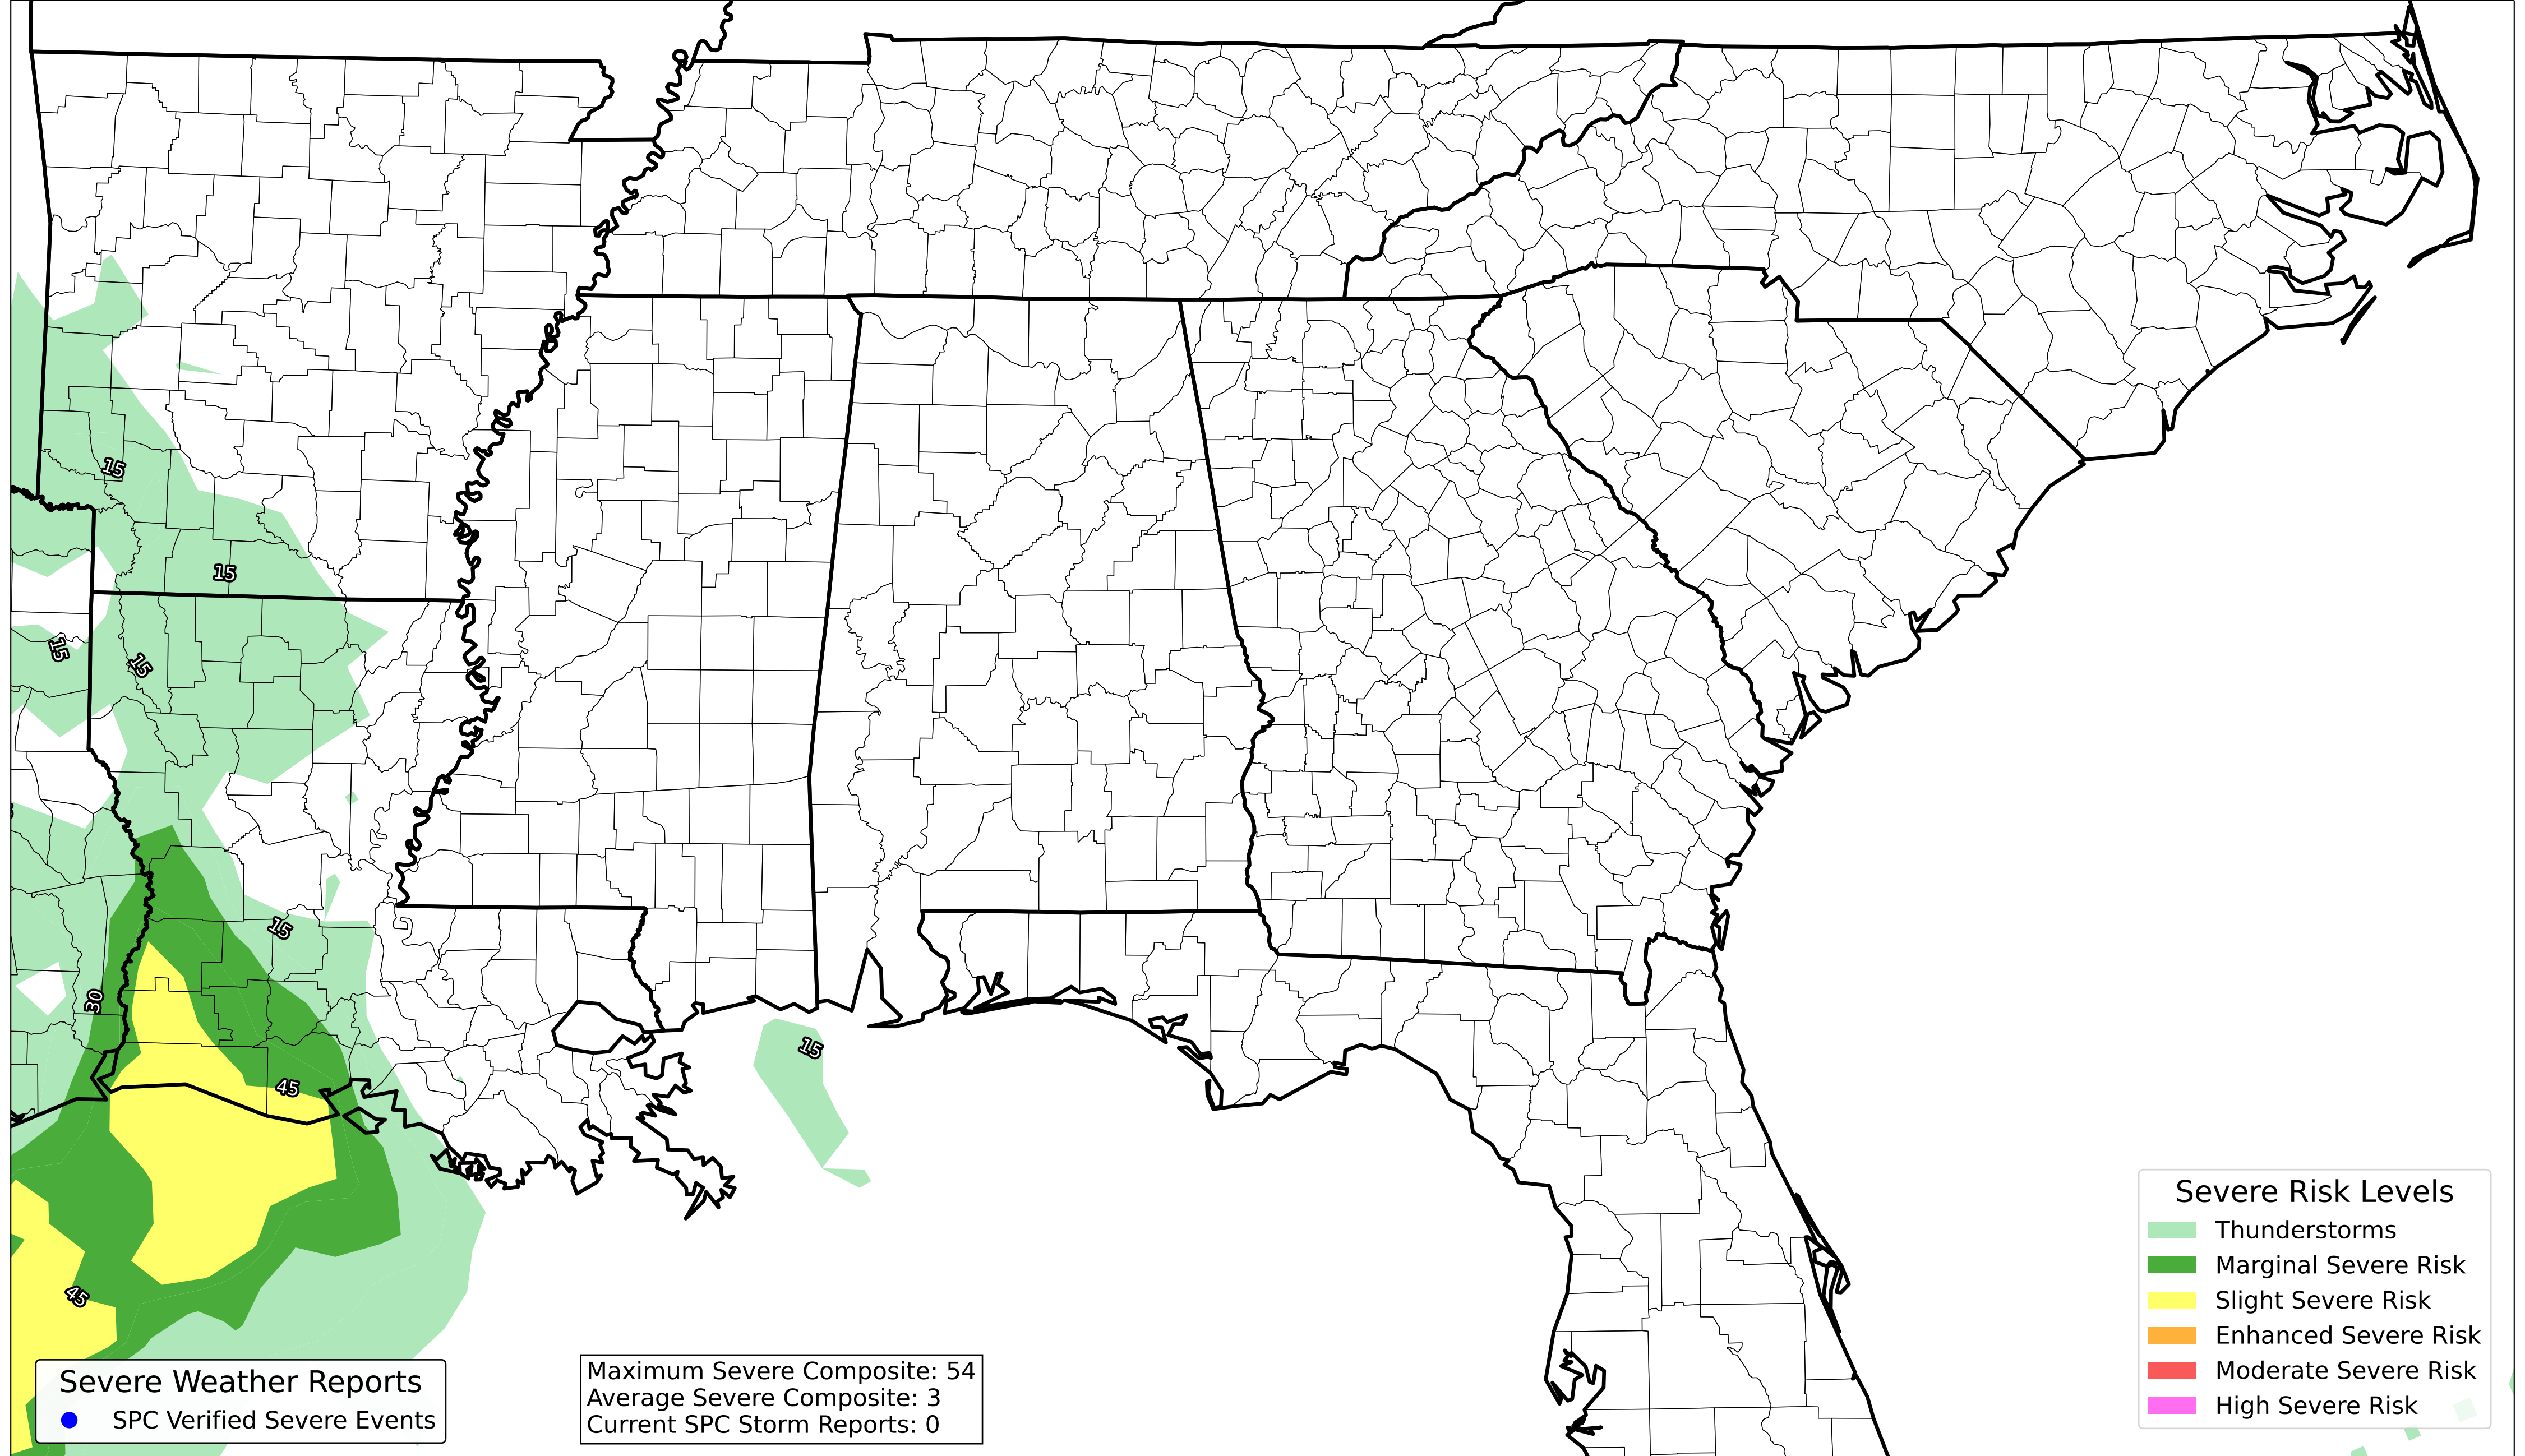 15
15
15
15
15
30
15
45
45
Severe Weather Reports
SPC Verified Severe Events
Maximum Severe Composite: 54
Average Severe Composite: 3
Current SPC Storm Reports: 0
Severe Risk Levels
Thunderstorms
Marginal Severe Risk
Slight Severe Risk
Enhanced Severe Risk
Moderate Severe Risk
High Severe Risk